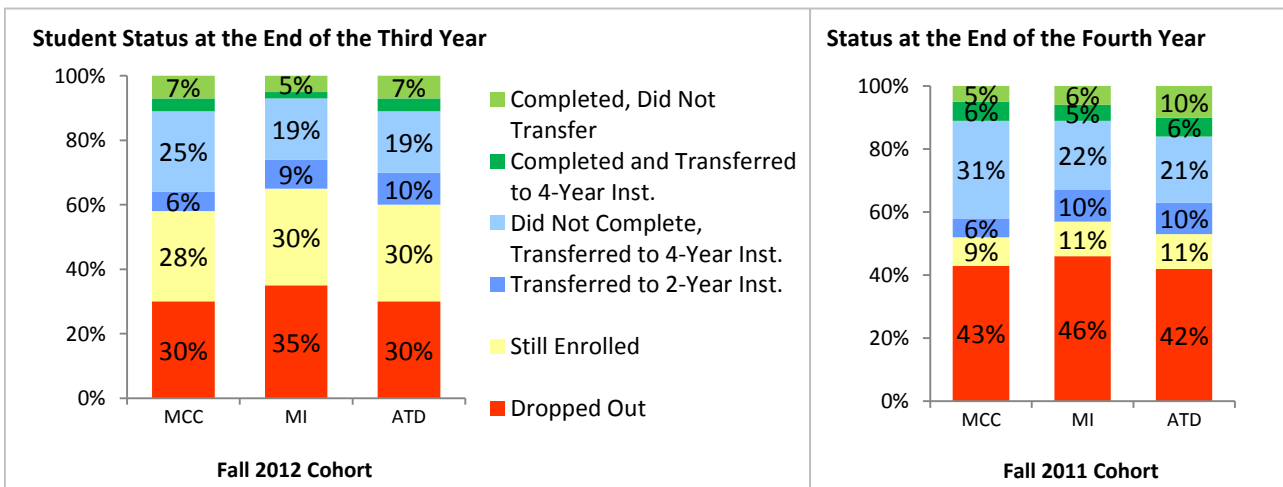 Student Status at the End of the Third Year
100%
80%
60%
40%
20%
0%
7%
25%
6%
28%
30%
5%
19%
9%
30%
35%
7%
19%
10%
30%
30%
MCC
MI
ATD
Fall 2012 Cohort
Completed, Did Not
Transfer
Completed and Transferred
to 4-Year Inst.
Did Not Complete,
Transferred to 4-Year Inst.
Transferred to 2-Year Inst.
Still Enrolled
Dropped Out
Status at the End of the Fourth Year
100%
80%
60%
40%
20%
0%
5%
6%
31%
6%
9%
43%
6%
5%
22%
10%
11%
46%
10%
6%
21%
10%
11%
42%
MCC
MI
ATD
Fall 2011 Cohort